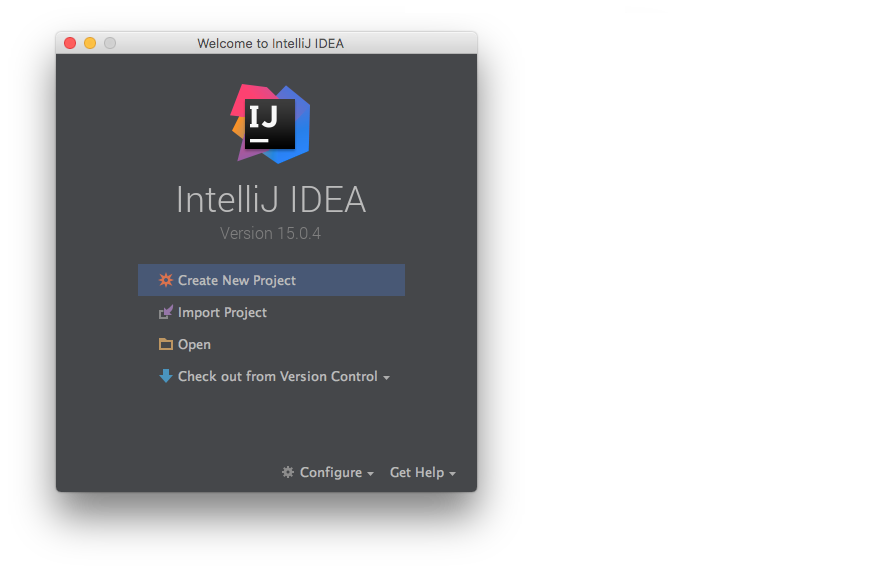 Welcome to IntelliJ IDEA
IJ
IntelliJ IDEA
Version 15.0.4
Create New Project
Import Project
Open
Check out from Version Control
Configure
Get Help